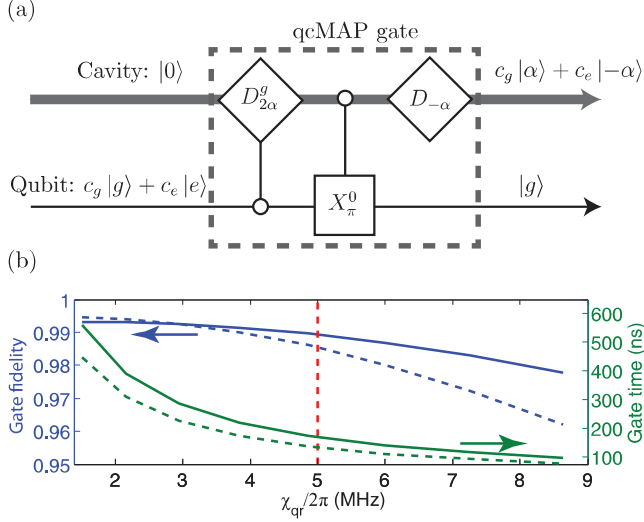 (a)
qcMAP gate
Cavity: |0⟩
D^g_{2α}
D_{−α}
c_g |α⟩ + c_e |−α⟩
Qubit: c_g |g⟩ + c_e |e⟩
X^0_π
|g⟩
(b)
Gate fidelity
1
0.99
0.98
0.97
0.96
0.95
600
500
400
300
200
100
Gate time (ns)
2 3 4 5 6 7 8 9
χ_{qr}/2π (MHz)